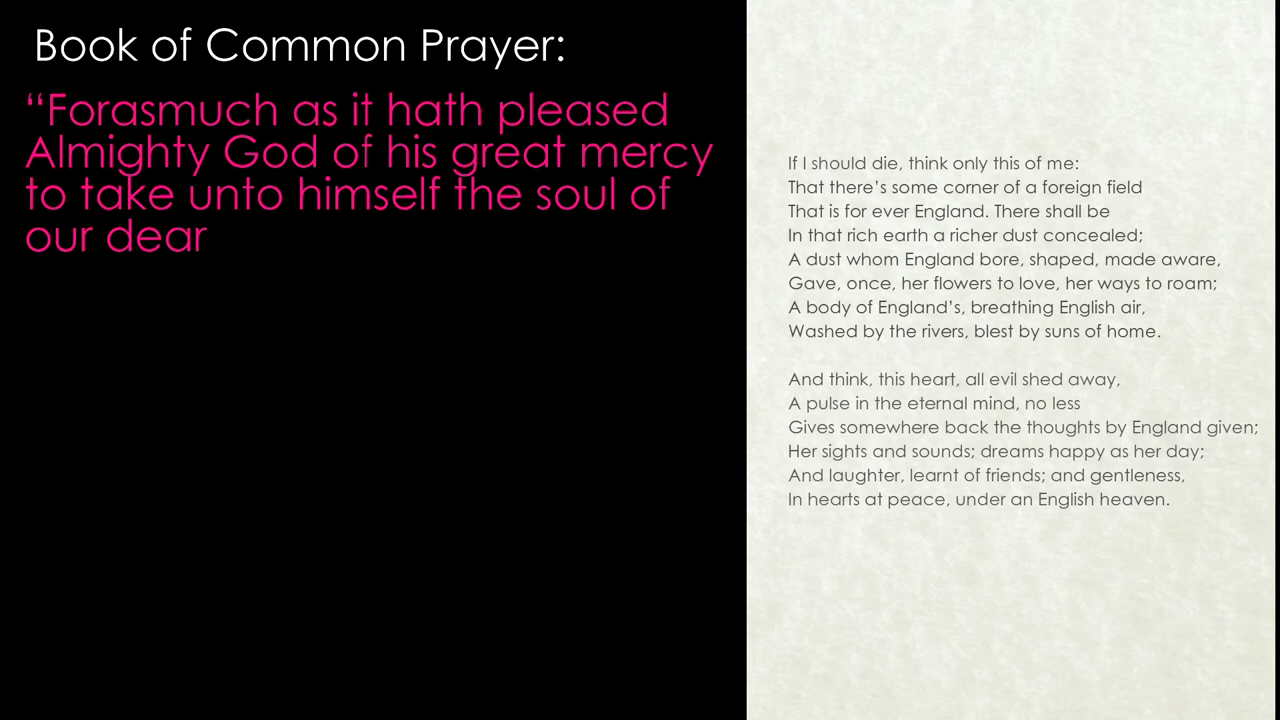 Book of Common Prayer:
“Forasmuch as it hath pleased
Almighty God of his great mercy
to take unto himself the soul of
our dear
If I should die, think only this of me:
That there’s some corner of a foreign field
That is for ever England. There shall be
In that rich earth a richer dust concealed;
A dust whom England bore, shaped, made aware,
Gave, once, her flowers to love, her ways to roam;
A body of England’s, breathing English air,
Washed by the rivers, blest by suns of home.
And think, this heart, all evil shed away,
A pulse in the eternal mind, no less
Gives somewhere back the thoughts by England given;
Her sights and sounds; dreams happy as her day;
And laughter, learnt of friends; and gentleness,
In hearts at peace, under an English heaven.